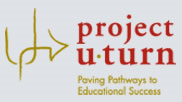 project
u·turn
Paving Pathways to
Educational Success